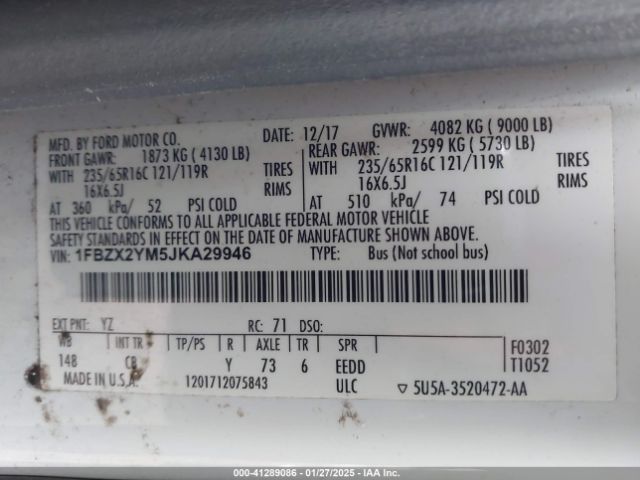 MFD. BY FORD MOTOR CO. DATE: 12/17 GVWR: 4082 KG ( 9000 LB)
FRONT GAWR: 1873 KG ( 4130 LB) REAR GAWR: 2599 KG ( 5730 LB)
WITH 235/65R16C 121/119R TIRES WITH 235/65R16C 121/119R TIRES
16X6.5J RIMS 16X6.5J RIMS
AT 360 kPa/ 52 PSI COLD AT 510 kPa/ 74 PSI COLD
THIS VEHICLE CONFORMS TO ALL APPLICABLE FEDERAL MOTOR VEHICLE
SAFETY STANDARDS IN EFFECT ON THE DATE OF MANUFACTURE SHOWN ABOVE.
VIN: 1FBZX2YM5JKA29946 TYPE: Bus (Not school bus)
EXT PNT: YZ RC: 71 DSO:
WB INT TR TP/PS R AXLE TR SPR F0302
148 CB Y 73 6 EEDD T1052
MADE IN U.S.A. 1201712075843 ULC ▽ 5U5A-3520472-AA
000-41289086 - 01/27/2025 - IAA Inc.